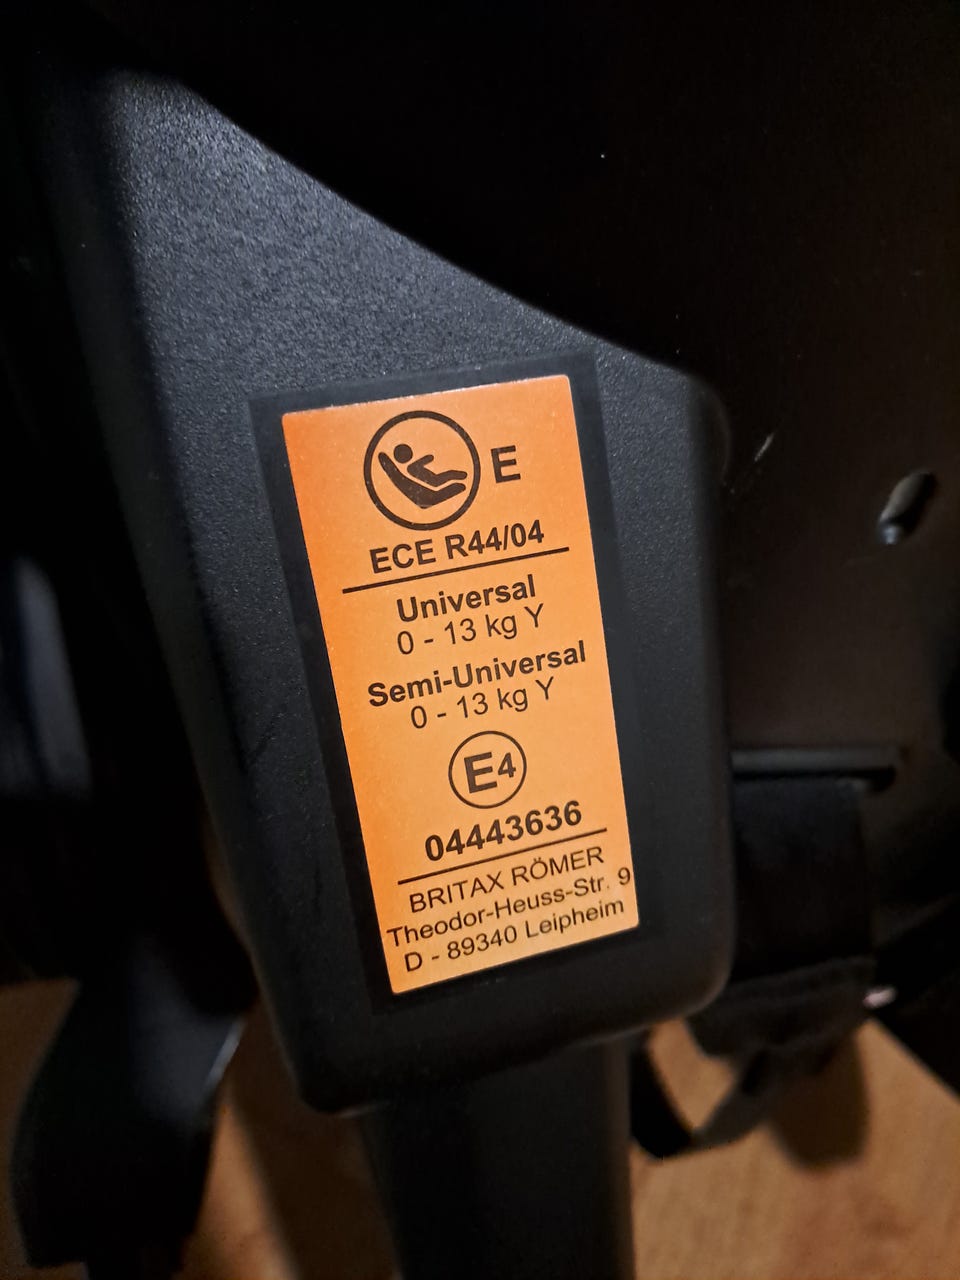 E
ECE R44/04
Universal
0 - 13 kg Y
Semi-Universal
0 - 13 kg Y
E4
04443636
BRITAX RÖMER
Theodor-Heuss-Str. 9
D - 89340 Leipheim